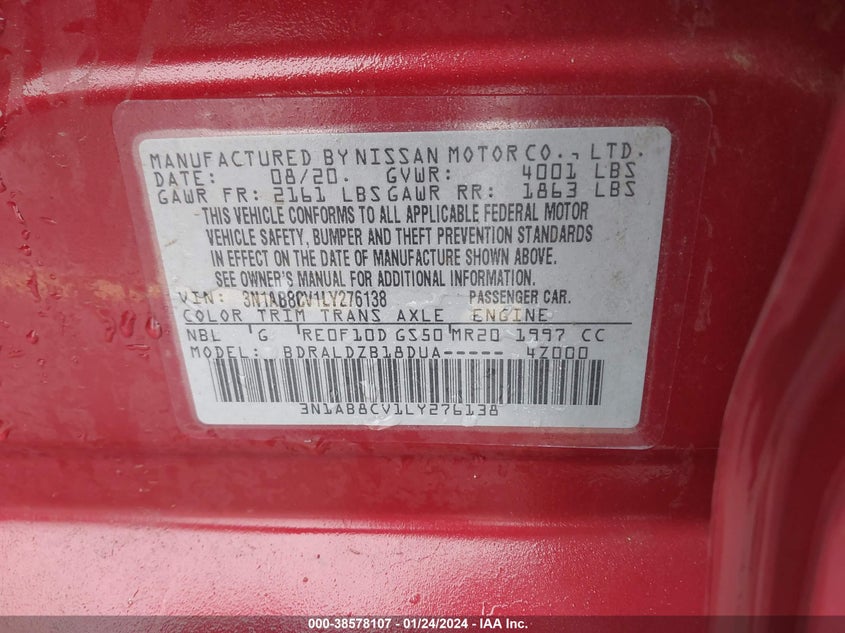 MANUFACTURED BY NISSAN MOTOR CO., LTD.
DATE: 08/20. GVWR: 4001 LBS
GAWR FR: 2161 LBS GAWR RR: 1863 LBS
THIS VEHICLE CONFORMS TO ALL APPLICABLE FEDERAL MOTOR
VEHICLE SAFETY, BUMPER AND THEFT PREVENTION STANDARDS
IN EFFECT ON THE DATE OF MANUFACTURE SHOWN ABOVE.
SEE OWNER'S MANUAL FOR ADDITIONAL INFORMATION.
VIN: 3N1AB8CV1LY276138 PASSENGER CAR.
COLOR TRIM TRANS AXLE ENGINE
NBL G RE0F10D GS50 MR20 1997 CC
MODEL: BDRALDZB18DUA----- 4Z000
3N1AB8CV1LY276138
000-38578107 - 01/24/2024 - IAA, Inc.